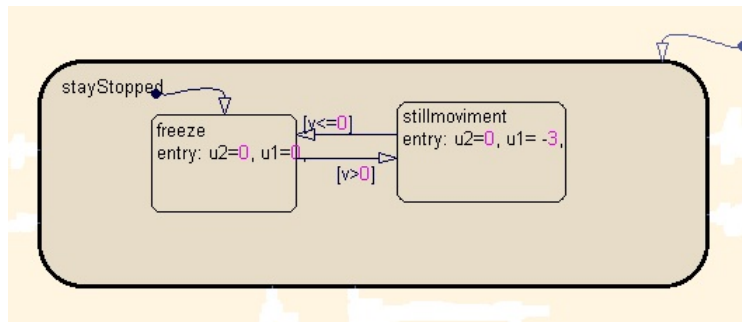 stayStopped
[v<=0]
stillmoviment
entry: u2=0, u1= -3,
freeze
entry: u2=0, u1=0,
[v>0]